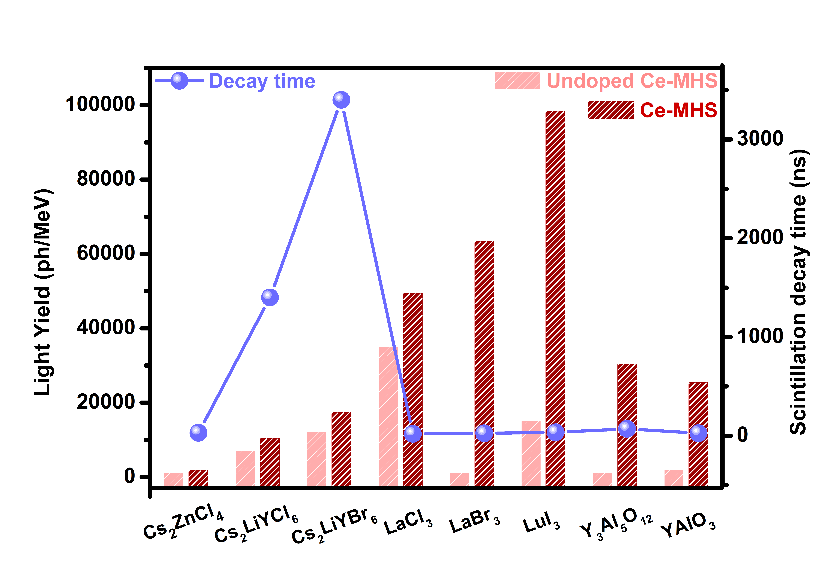 Decay time
Undoped Ce-MHS
Ce-MHS
Light Yield (ph/MeV)
100000
80000
60000
40000
20000
0
Scintillation decay time (ns)
3000
2000
1000
0
Cs₂ZnCl₄
Cs₂LiYCl₆
Cs₂LiYBr₆
LaCl₃
LaBr₃
LuI₃
Y₃Al₅O₁₂
YAlO₃